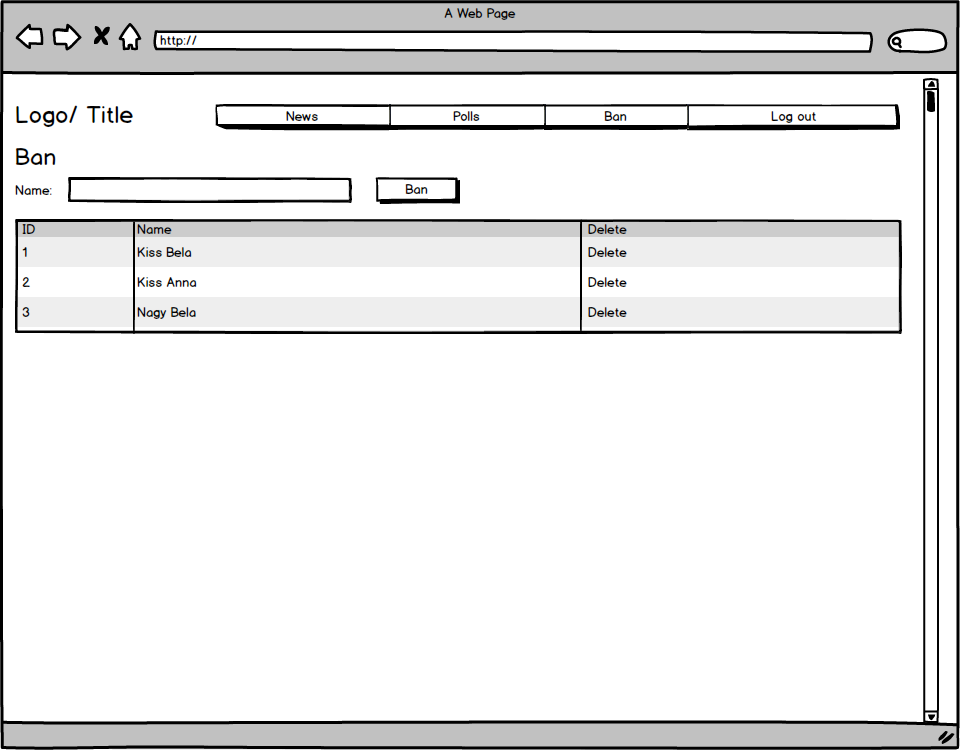 A Web Page
http://
Logo/ Title
News Polls Ban Log out
Ban
Name: Ban
ID Name Delete
1 Kiss Bela Delete
2 Kiss Anna Delete
3 Nagy Bela Delete